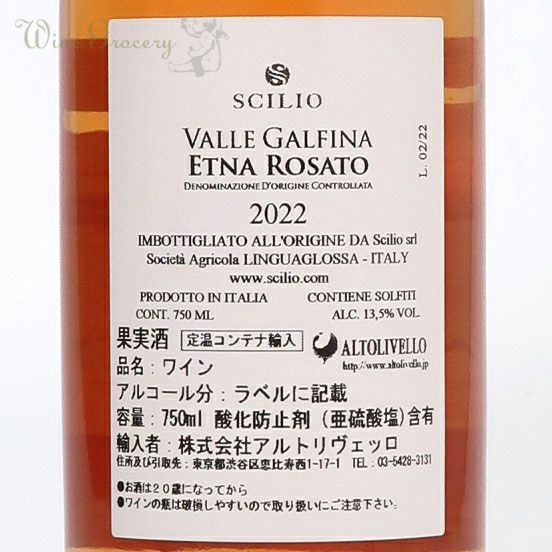 Wine Grocery
SCILIO
VALLE GALFINA
ETNA ROSATO
DENOMINAZIONE D'ORIGINE CONTROLLATA
L. 02/22
2022
IMBOTTIGLIATO ALL'ORIGINE DA Scilio srl
Società Agricola LINGUAGLOSSA - ITALY
www.scilio.com
PRODOTTO IN ITALIA CONTIENE SOLFITI
CONT. 750 ML ALC. 13,5% VOL.
果実酒 定温コンテナ輸入 ALTOLIVELLO
品名：ワイン http://www.altolivello.jp
アルコール分：ラベルに記載
容量：750ml 酸化防止剤（亜硫酸塩)含有
輸入者：株式会社アルトリヴェッロ
住所及び引取先：東京都渋谷区恵比寿西1-17-1 TEL：03-5428-3131
●お酒は２０歳になってから
●ワインの瓶は破損しやすいので取り扱いにご注意下さい。